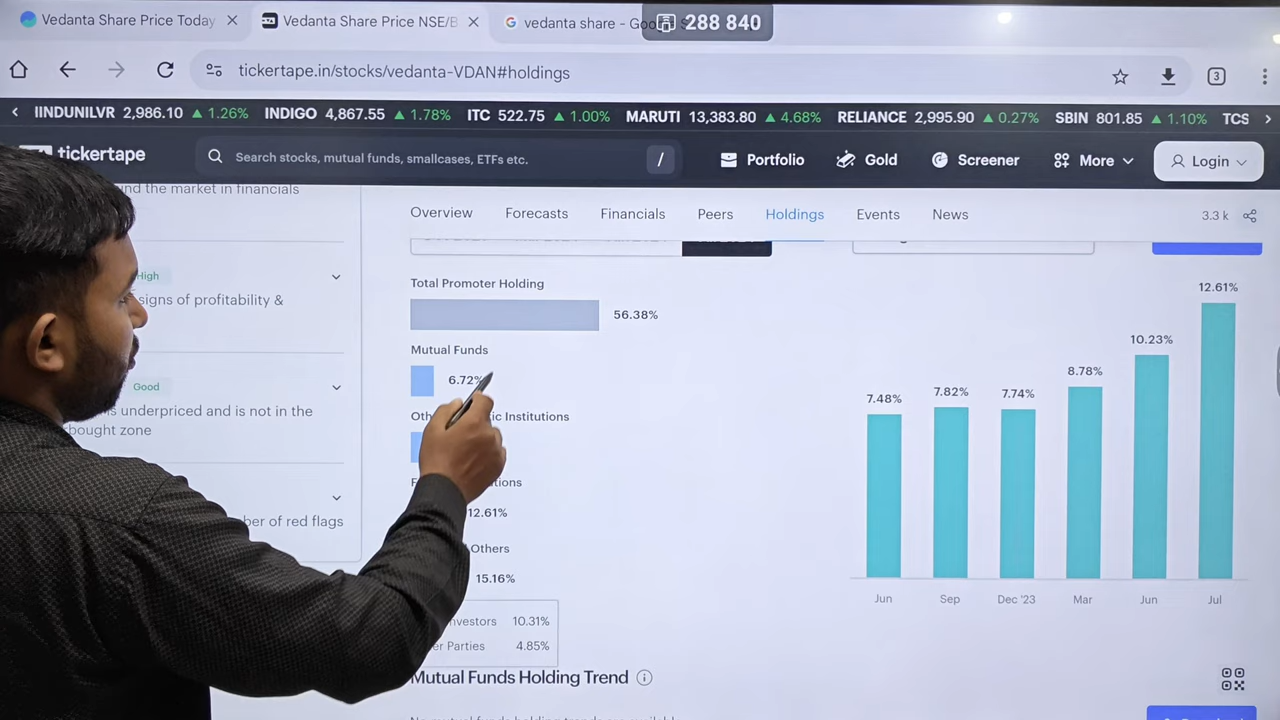 Vedanta Share Price Today
Vedanta Share Price NSE/B
vedanta share - Goo
288 840
tickertape.in/stocks/vedanta-VDAN#holdings
3
IINDUNILVR 2,986.10 ▲ 1.26% INDIGO 4,867.55 ▲ 1.78% ITC 522.75 ▲ 1.00% MARUTI 13,383.80 ▲ 4.68% RELIANCE 2,995.90 ▲ 0.27% SBIN 801.85 ▲ 1.10% TCS
tickertape
Search stocks, mutual funds, smallcases, ETFs etc.
/
Portfolio
Gold
Screener
More
Login
the market in financials
Overview Forecasts Financials Peers Holdings Events News
3.3 k
High
signs of profitability &
Good
underpriced and is not in the
zone
of red flags
Total Promoter Holding
56.38%
Mutual Funds
6.72%
Institutions
12.61%
Others
15.16%
10.31%
Parties 4.85%
7.48%
7.82%
7.74%
8.78%
10.23%
12.61%
Jun
Sep
Dec '23
Mar
Jun
Jul
Mutual Funds Holding Trend